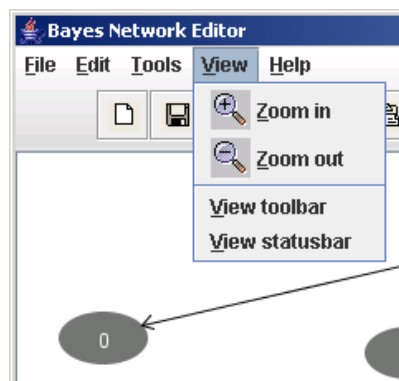 Bayes Network Editor
File Edit Tools View Help
Zoom in
Zoom out
View toolbar
View statusbar
0